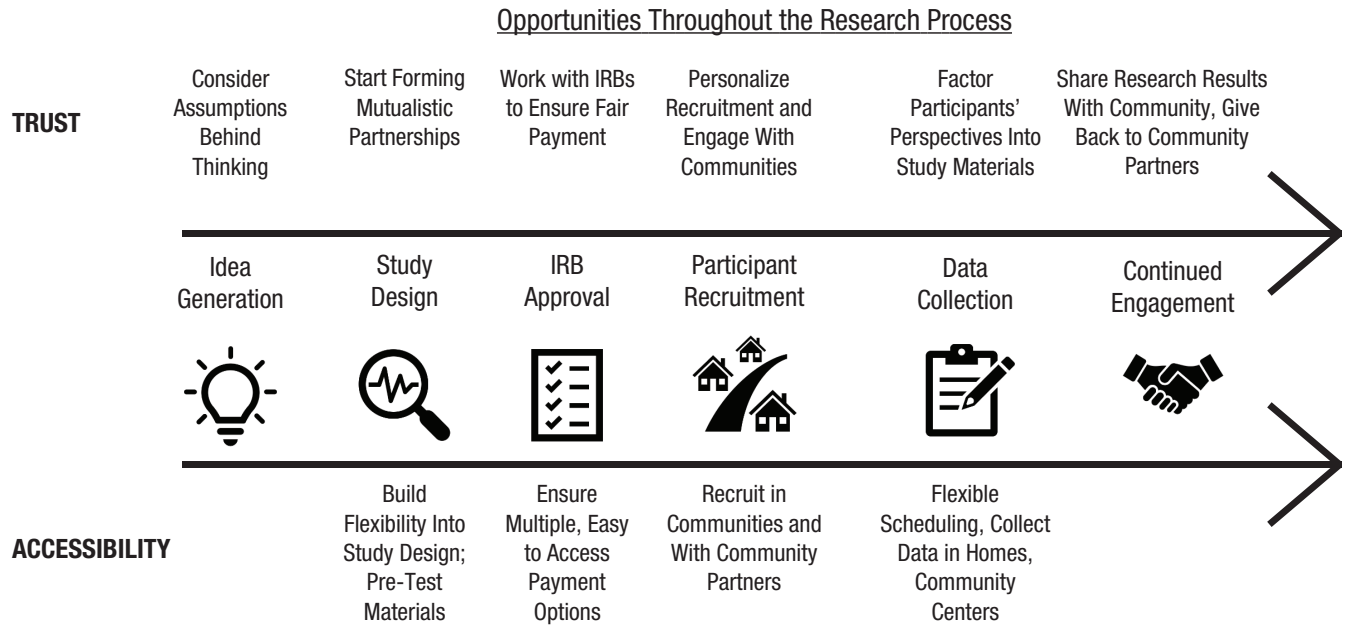 Opportunities Throughout the Research Process
TRUST
Consider
Assumptions
Behind
Thinking
Start Forming
Mutualistic
Partnerships
Work with IRBs
to Ensure Fair
Payment
Personalize
Recruitment and
Engage With
Communities
Factor
Participants’
Perspectives Into
Study Materials
Share Research Results
With Community, Give
Back to Community
Partners
Idea
Generation
Study
Design
IRB
Approval
Participant
Recruitment
Data
Collection
Continued
Engagement
ACCESSIBILITY
Build
Flexibility Into
Study Design;
Pre-Test
Materials
Ensure
Multiple, Easy
to Access
Payment
Options
Recruit in
Communities and
With Community
Partners
Flexible
Scheduling, Collect
Data in Homes,
Community
Centers